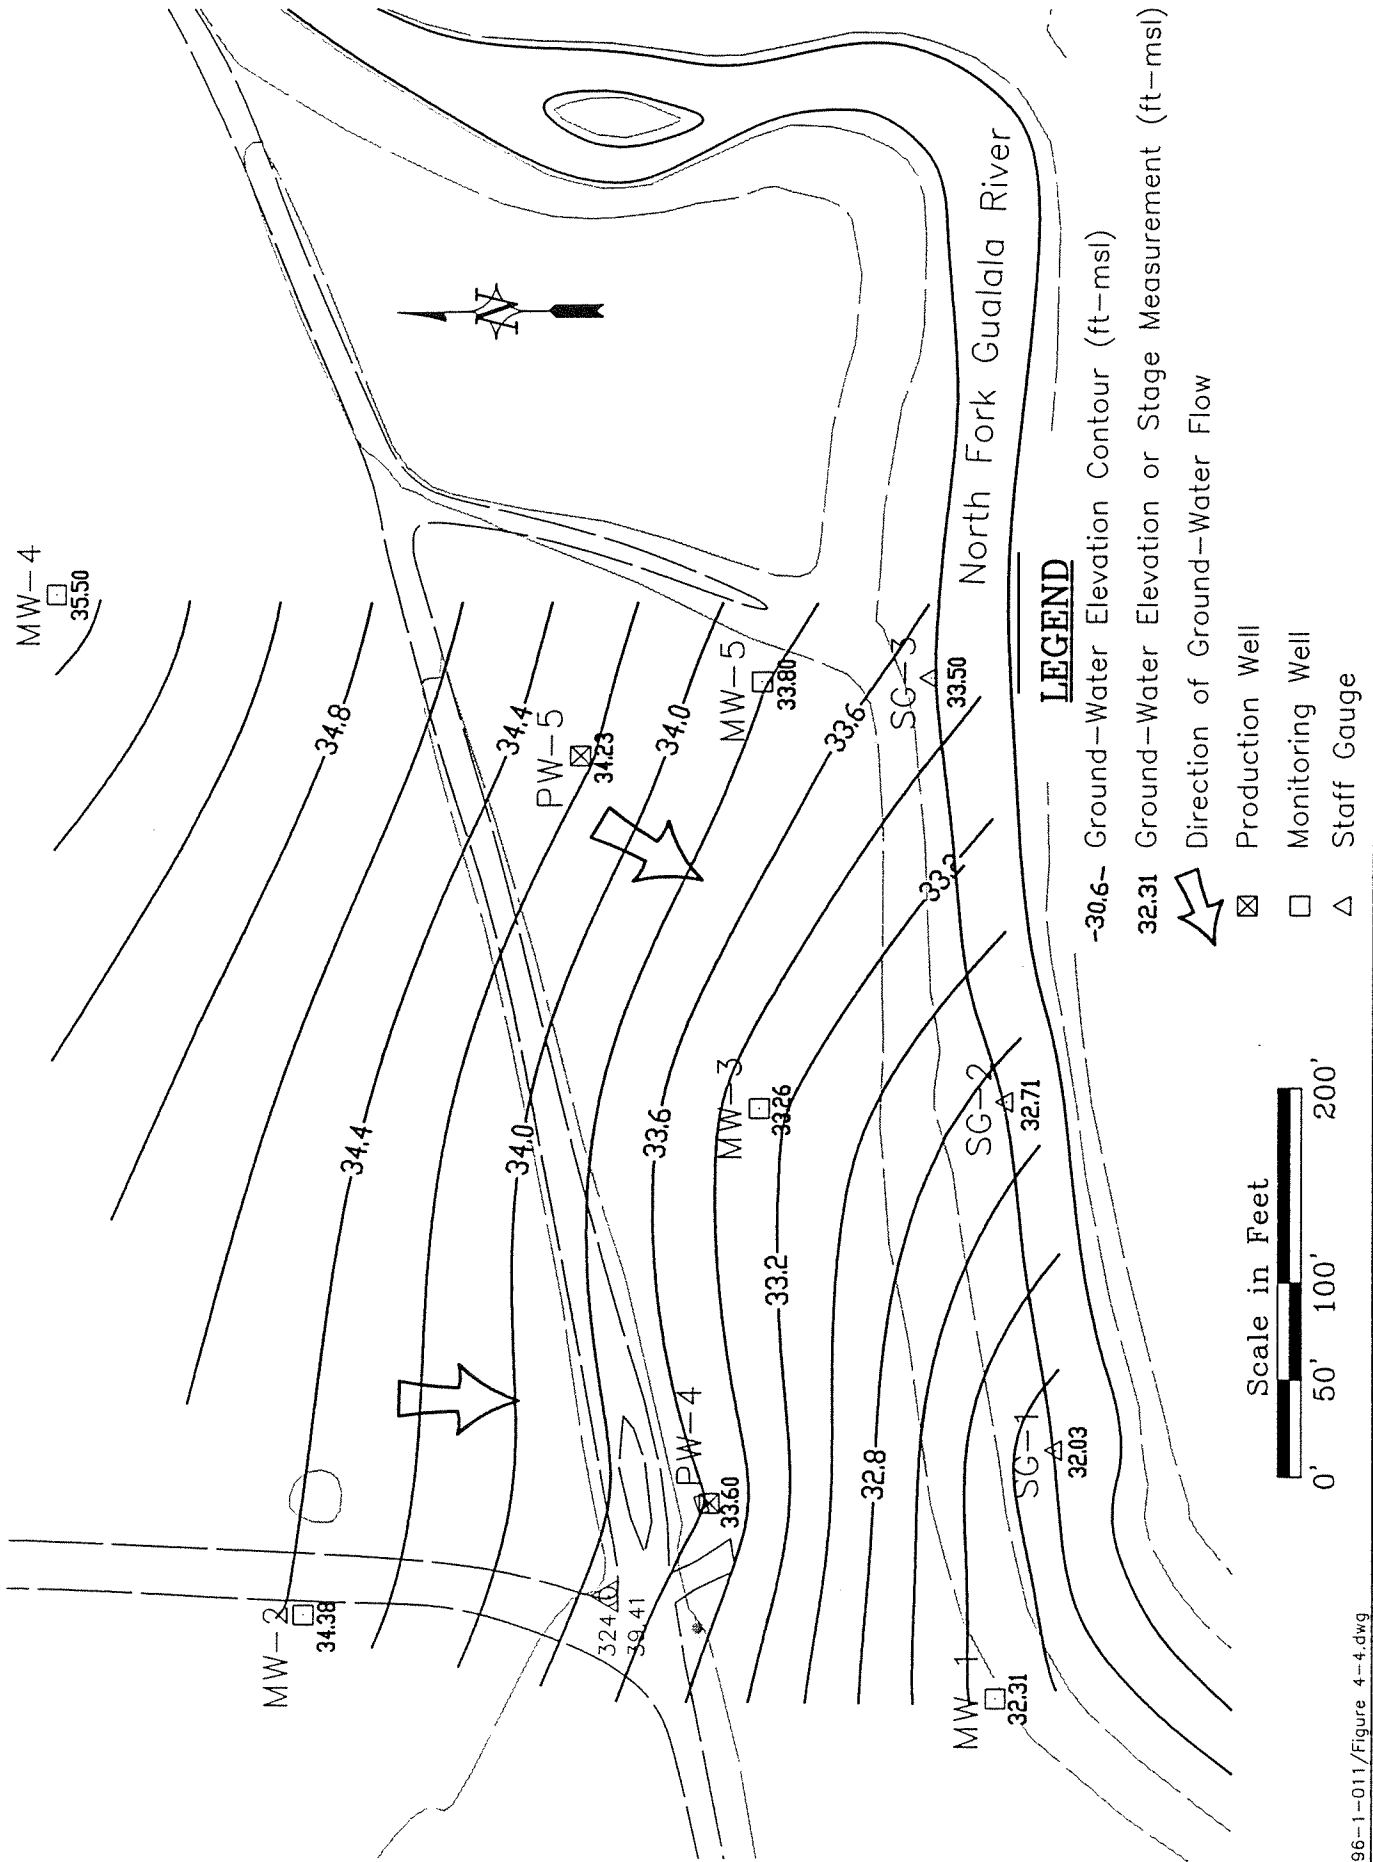 MW-4
35.50
34.8
34.4
PW-5
34.23
34.0
MW-5
33.80
33.6
SG-3
33.50
33.2
N
North Fork Gualala River
34.4
34.0
33.6
MW-3
33.26
33.2
SG-2
32.71
MW-2
34.38
324
39.41
PW-4
33.60
32.8
SG-1
32.03
MW-1
32.31
LEGEND
-30.6- Ground-Water Elevation Contour (ft-msl)
32.31 Ground-Water Elevation or Stage Measurement (ft-msl)
Direction of Ground-Water Flow
Production Well
Monitoring Well
Staff Gauge
Scale in Feet
0' 50' 100' 200'
96-1-011/Figure 4-4.dwg